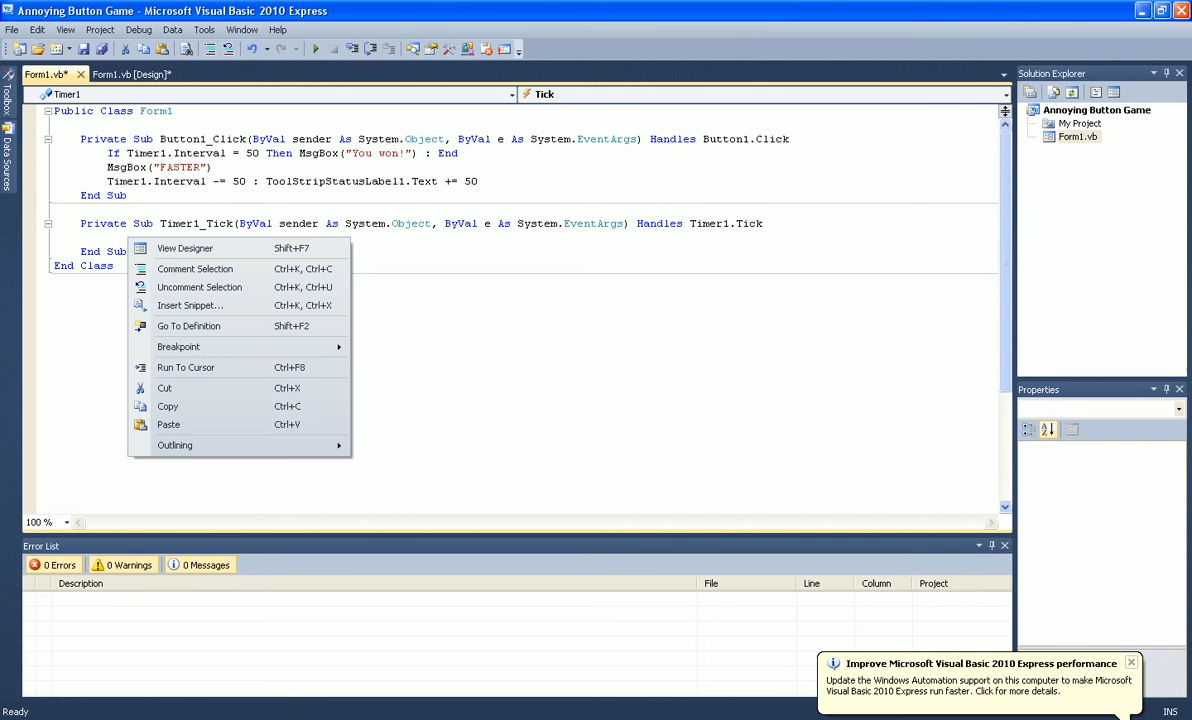 Annoying Button Game - Microsoft Visual Basic 2010 Express
File Edit View Project Debug Data Tools Window Help
Form1.vb* Form1.vb [Design]*
Solution Explorer
Timer1 Tick
Toolbox
Data Sources
Public Class Form1
Private Sub Button1_Click(ByVal sender As System.Object, ByVal e As System.EventArgs) Handles Button1.Click
If Timer1.Interval = 50 Then MsgBox("You won!") : End
MsgBox("FASTER")
Timer1.Interval -= 50 : ToolStripStatusLabel1.Text += 50
End Sub
Private Sub Timer1_Tick(ByVal sender As System.Object, ByVal e As System.EventArgs) Handles Timer1.Tick
End Sub
End Class
View Designer Shift+F7
Comment Selection Ctrl+K, Ctrl+C
Uncomment Selection Ctrl+K, Ctrl+U
Insert Snippet... Ctrl+K, Ctrl+X
Go To Definition Shift+F2
Breakpoint
Run To Cursor Ctrl+F8
Cut Ctrl+X
Copy Ctrl+C
Paste Ctrl+V
Outlining
Annoying Button Game
My Project
Form1.vb
Properties
100 %
Error List
0 Errors 0 Warnings 0 Messages
Description File Line Column Project
Improve Microsoft Visual Basic 2010 Express performance
Update the Windows Automation support on this computer to make Microsoft
Visual Basic 2010 Express run faster. Click for more details.
Ready INS